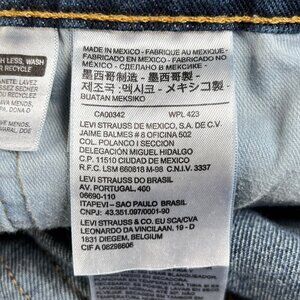 H LESS, WASH
RECYCLE
MADE IN MEXICO - FABRIQUE AU MEXIQUE -
FABRICADO EN MEXICO - FABRICADO NO
MEXICO - СДЕЛАНО В МЕКСИКЕ -
墨西哥制造 - 墨西哥製 -
제조국 : 멕시코 - メキシコ製 -
BUATAN MEKSIKO
CA00342 WPL 423
LEVI STRAUSS DE MEXICO, S.A. DE C.V.
JAIME BALMES # 8 OFICINA 602
COL. POLANCO I SECCION
DELEGACION MIGUEL HIDALGO
C.P. 11510 CIUDAD DE MEXICO
R.F.C. LSM 660818 M-98 C.N.I.V. 3337
LEVI STRAUSS DO BRASIL
AV. PORTUGAL, 400
06690-110
ITAPEVI - SAO PAULO BRASIL
CNPJ: 43.351.097/0001-90
LEVI STRAUSS & CO. EU SCA/CVA
LEONARDO DA VINCILAAN, 19 - D
1831 DIEGEM, BELGIUM
CIF A 08298606